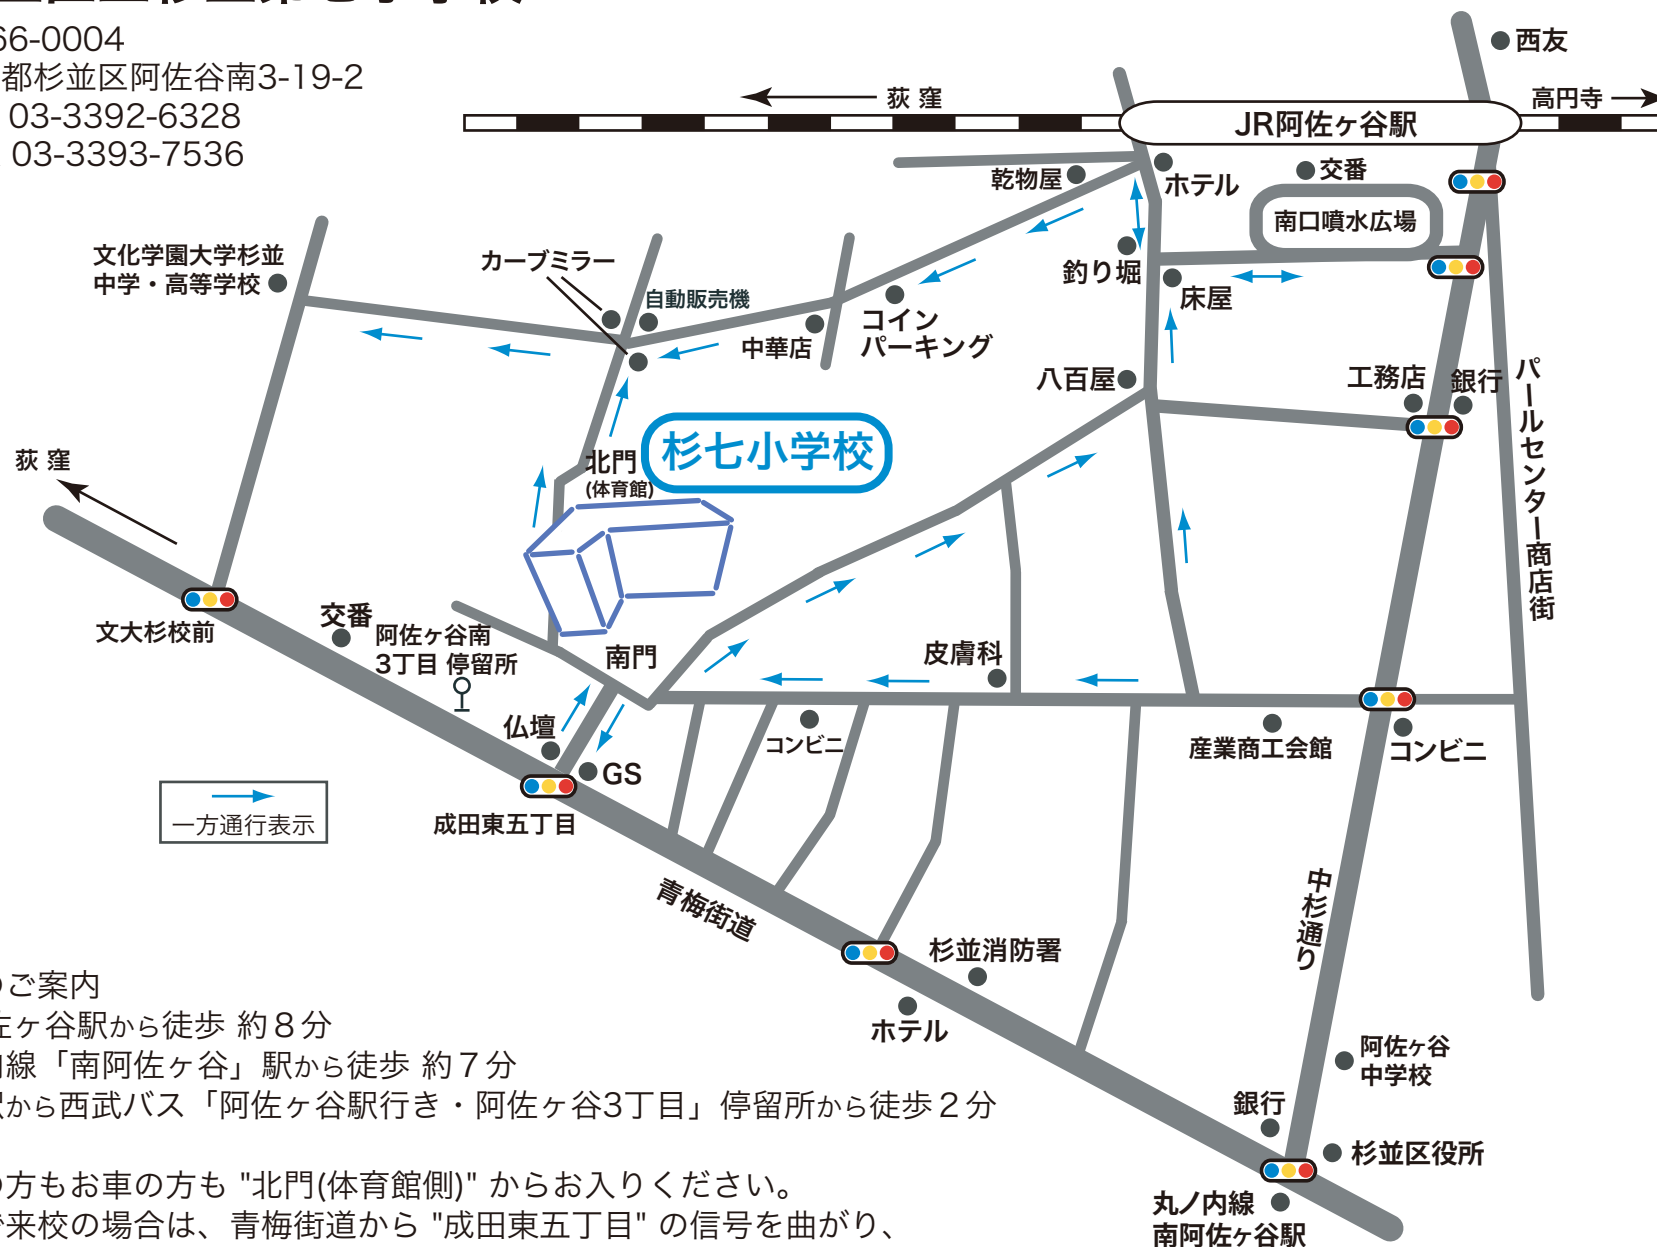 66-0004
都杉並区阿佐谷南3-19-2
03-3392-6328
03-3393-7536
西友
荻窪
高円寺
JR阿佐ヶ谷駅
乾物屋
ホテル
交番
南口噴水広場
文化学園大学杉並
中学・高等学校
カーブミラー
自動販売機
中華店
コイン
パーキング
釣り堀
床屋
八百屋
工務店
銀行
パールセンター商店街
荻窪
杉七小学校
北門
(体育館)
文大杉校前
交番
阿佐ヶ谷南
3丁目 停留所
南門
皮膚科
仏壇
GS
コンビニ
産業商工会館
コンビニ
一方通行表示
成田東五丁目
青梅街道
中杉通り
杉並消防署
ホテル
阿佐ヶ谷
中学校
銀行
杉並区役所
丸ノ内線
南阿佐ヶ谷駅
ご案内
佐ヶ谷駅から徒歩 約８分
内線「南阿佐ヶ谷」駅から徒歩 約７分
駅から西武バス「阿佐ヶ谷駅行き・阿佐ヶ谷3丁目」停留所から徒歩２分
の方もお車の方も "北門(体育館側)" からお入りください。
来校の場合は、青梅街道から "成田東五丁目" の信号を曲がり、